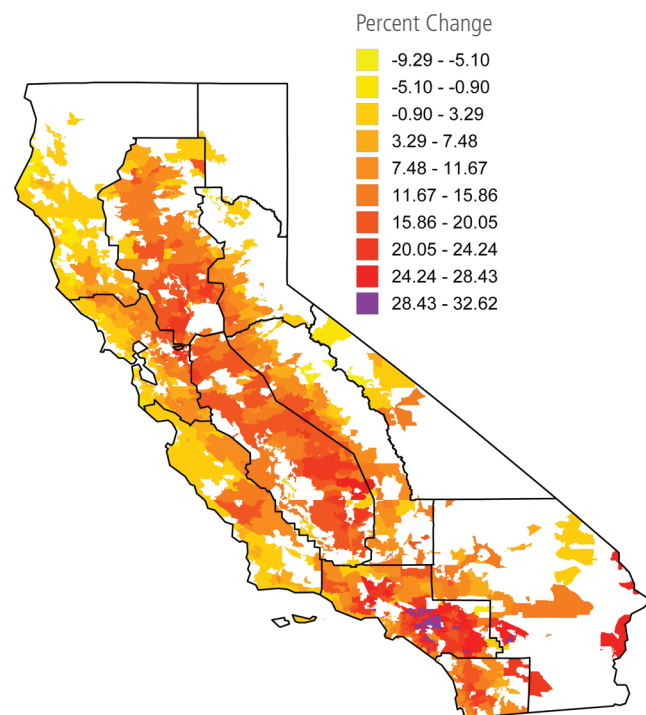 Percent Change
-9.29 - -5.10
-5.10 - -0.90
-0.90 - 3.29
3.29 - 7.48
7.48 - 11.67
11.67 - 15.86
15.86 - 20.05
20.05 - 24.24
24.24 - 28.43
28.43 - 32.62